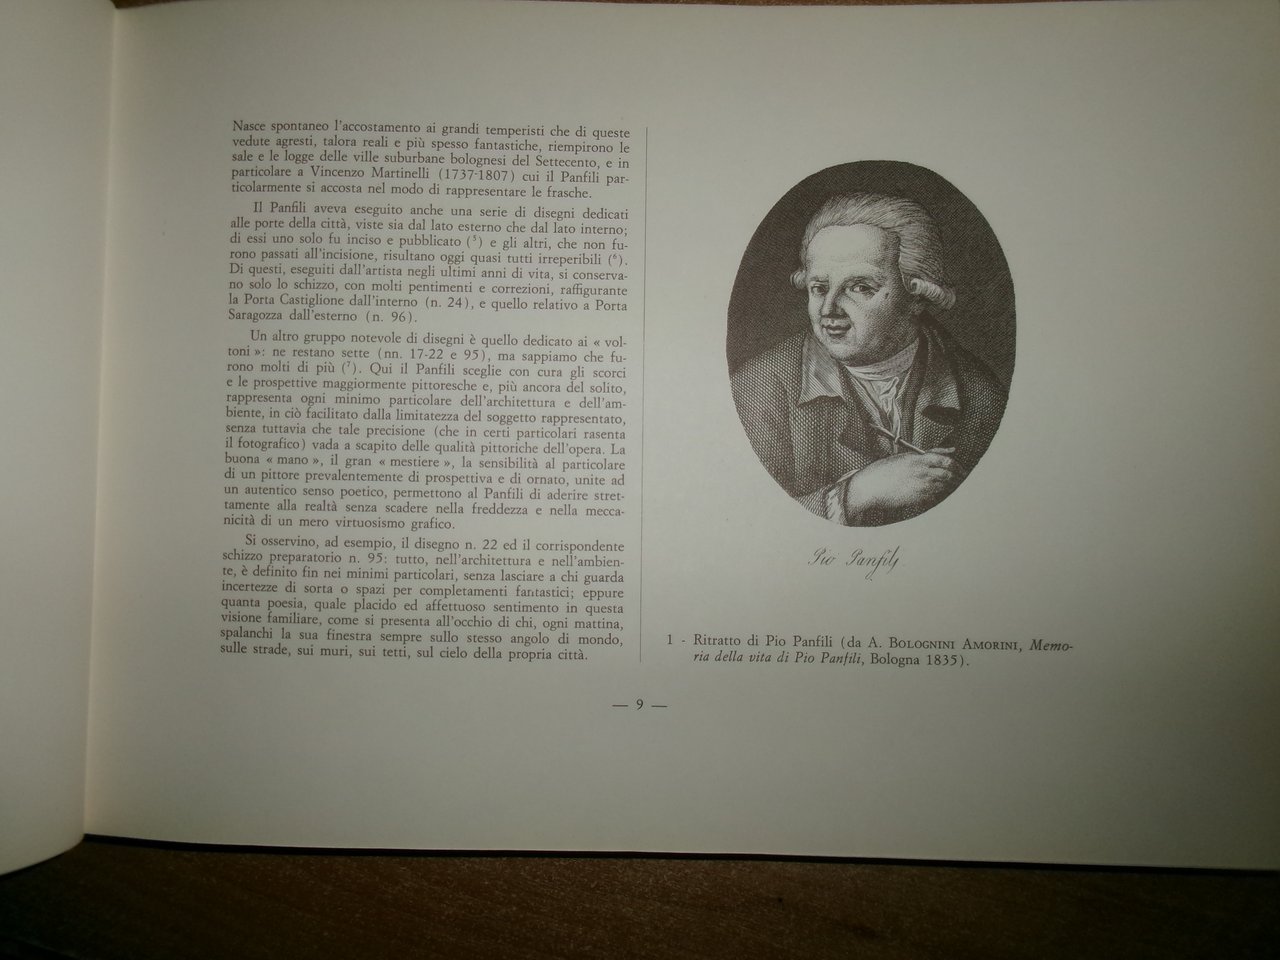 Nasce spontaneo l'accostamento ai grandi temperisti che di queste
vedute agresti, talora reali e più spesso fantastiche, riempirono le
sale e le logge delle ville suburbane bolognesi del Settecento, e in
particolare a Vincenzo Martinelli (1737-1807) cui il Panfili par-
ticolarmente si accosta nel modo di rappresentare le frasche.
Il Panfili aveva eseguito anche una serie di disegni dedicati
alle porte della città, viste sia dal lato esterno che dal lato interno;
di essi uno solo fu inciso e pubblicato (⁵) e gli altri, che non fu-
rono passati all'incisione, risultano oggi quasi tutti irreperibili (⁶).
Di questi, eseguiti dall'artista negli ultimi anni di vita, si conserva-
no solo lo schizzo, con molti pentimenti e correzioni, raffigurante
la Porta Castiglione dall'interno (n. 24), e quello relativo a Porta
Saragozza dall'esterno (n. 96).
Un altro gruppo notevole di disegni è quello dedicato ai « vol-
toni »: ne restano sette (nn. 17-22 e 95), ma sappiamo che fu-
rono molti di più (⁷). Qui il Panfili sceglie con cura gli scorci
e le prospettive maggiormente pittoresche e, più ancora del solito,
rappresenta ogni minimo particolare dell'architettura e dell'am-
biente, in ciò facilitato dalla limitatezza del soggetto rappresentato,
senza tuttavia che tale precisione (che in certi particolari rasenta
il fotografico) vada a scapito delle qualità pittoriche dell'opera. La
buona « mano », il gran « mestiere », la sensibilità al particolare
di un pittore prevalentemente di prospettiva e di ornato, unite ad
un autentico senso poetico, permettono al Panfili di aderire stret-
tamente alla realtà senza scadere nella freddezza e nella mecca-
nicità di un mero virtuosismo grafico.
Si osservino, ad esempio, il disegno n. 22 ed il corrispondente
schizzo preparatorio n. 95: tutto, nell'architettura e nell'ambien-
te, è definito fin nei minimi particolari, senza lasciare a chi guarda
incertezze di sorta o spazi per completamenti fantastici; eppure
quanta poesia, quale placido ed affettuoso sentimento in questa
visione familiare, come si presenta all'occhio di chi, ogni mattina,
spalanchi la sua finestra sempre sullo stesso angolo di mondo,
sulle strade, sui muri, sui tetti, sul cielo della propria città.
Pio Panfilj
1 - Ritratto di Pio Panfili (da A. BOLOGNINI AMORINI, Memo-
ria della vita di Pio Panfili, Bologna 1835).
— 9 —